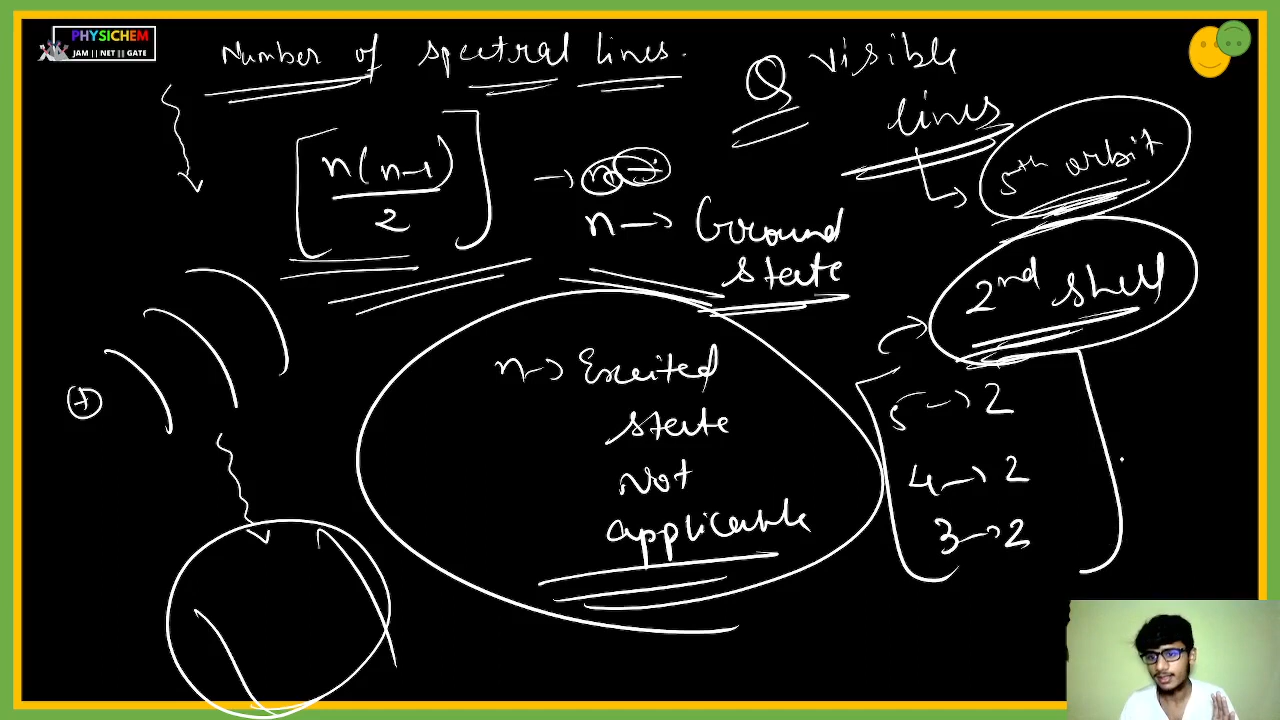 PHYSICHEM
JAM || NET || GATE
Number of spectral lines.
n(n-1)
2
n → Ground
state
n → Excited
state
Not
applicable
Q visible
lines
5th orbit
2nd shell
5 → 2
4 → 2
3 → 2
+